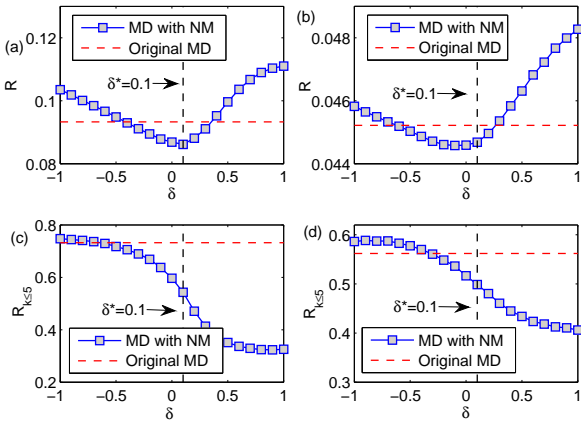 (a)
0.12
0.1
0.08
R
MD with NM
Original MD
δ*=0.1
−1 −0.5 0 0.5 1
δ
(b)
0.048
0.046
0.044
R
MD with NM
Original MD
δ*=0.1
−1 −0.5 0 0.5 1
δ
(c)
0.8
0.6
0.4
0.2
R_{k≤5}
δ*=0.1
MD with NM
Original MD
−1 −0.5 0 0.5 1
δ
(d)
0.6
0.5
0.4
0.3
R_{k≤5}
δ*=0.1
MD with NM
Original MD
−1 −0.5 0 0.5 1
δ